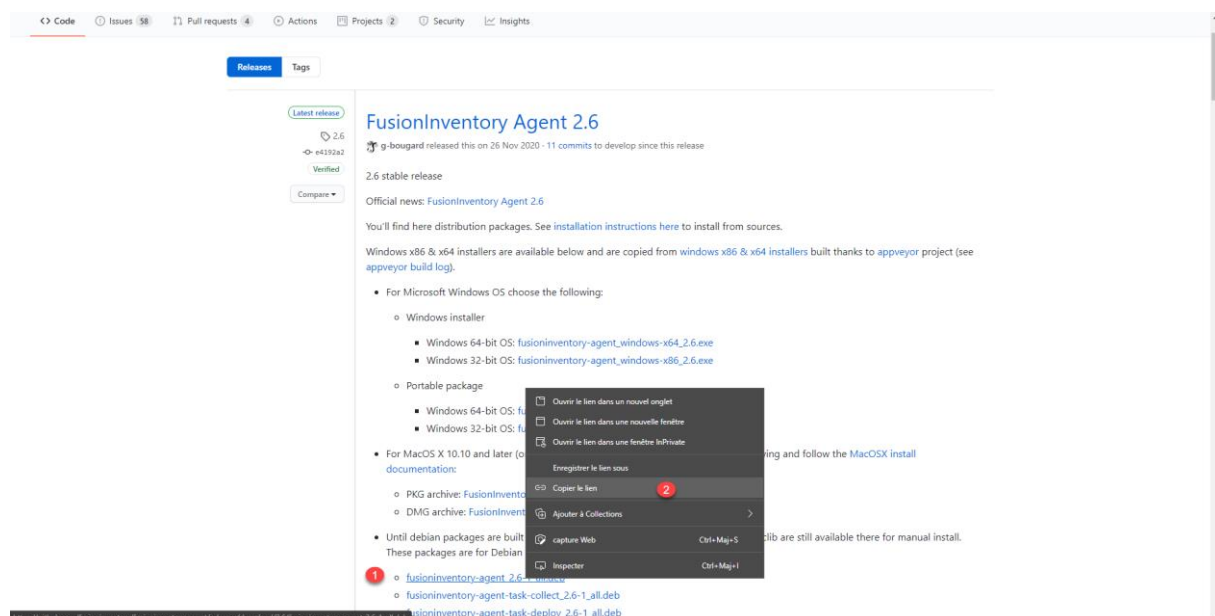 Code Issues 58 Pull requests 4 Actions Projects 2 Security Insights
Releases Tags
Latest release
2.6
e4192a2
Verified
Compare
FusionInventory Agent 2.6
g-bougard released this on 26 Nov 2020 · 11 commits to develop since this release
2.6 stable release
Official news: FusionInventory Agent 2.6
You'll find here distribution packages. See installation instructions here to install from sources.
Windows x86 & x64 installers are available below and are copied from windows x86 & x64 installers built thanks to appveyor project (see
appveyor build log).
For Microsoft Windows OS choose the following:
Windows installer
Windows 64-bit OS: fusioninventory-agent_windows-x64_2.6.exe
Windows 32-bit OS: fusioninventory-agent_windows-x86_2.6.exe
Portable package
Windows 64-bit OS:
Windows 32-bit OS:
For MacOS X 10.10 and later
and follow the MacOSX install
documentation:
PKG archive:
DMG archive:
Until debian packages are built
are still available there for manual install.
These packages are for Debian
1 fusioninventory-agent_2.6-1_all.deb
fusioninventory-agent-task-collect_2.6-1_all.deb
fusioninventory-agent-task-deploy_2.6-1_all.deb
Ouvrir le lien dans un nouvel onglet
Ouvrir le lien dans une nouvelle fenêtre
Ouvrir le lien dans une fenêtre InPrivate
Enregistrer le lien sous
Copier le lien 2
Ajouter à Collections
capture Web Ctrl+Maj+S
Inspecter Ctrl+Maj+I